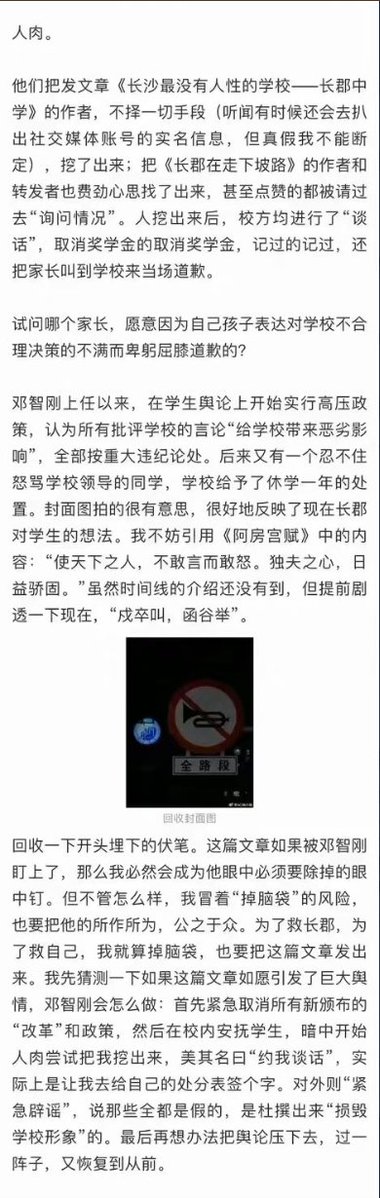 人肉。
他们把发文章《长沙最没有人性的学校——长郡中
学》的作者，不择一切手段（听闻有时候还会去扒
出社交媒体账号的实名信息，但真假我不能断
定），挖了出来；把《长郡在走下坡路》的作者和
转发者也费劲心思找了出来，甚至点赞的都被请过
去“询问情况”。人挖出来后，校方均进行了“谈
话”，取消奖学金的取消奖学金，记过的记过，还
把家长叫到学校来当场道歉。
试问哪个家长，愿意因为自己孩子表达对学校不合
理决策的不满而卑躬屈膝道歉的？
邓智刚上任以来，在学生舆论上开始实行高压政
策，认为所有批评学校的言论“给学校带来恶劣影
响”，全部按重大违纪论处。后来又有一个忍不住
怒骂学校领导的同学，学校给予了休学一年的处
置。封面图拍的很有意思，很好地反映了现在长郡
对学生的想法。我不妨引用《阿房宫赋》中的内
容：“使天下之人，不敢言而敢怒。独夫之心，日
益骄固。”虽然时间线的介绍还没有到，但提前剧
透一下现在，“戍卒叫，函谷举”。
全路段
回收封面图
回收一下开头埋下的伏笔。这篇文章如果被邓智刚
盯上了，那么我必然会成为他眼中必须要除掉的眼
中钉。但不管怎么样，我冒着“掉脑袋”的风险，
也要把他的所作所为，公之于众。为了救长郡，为
了救自己，我就算掉脑袋，也要把这篇文章发出
来。我先猜测一下如果这篇文章如愿引发了巨大舆
情，邓智刚会怎么做：首先紧急取消所有新颁布的
“改革”和政策，然后在校内安抚学生，暗中开始
人肉尝试把我挖出来，美其名曰“约我谈话”，实
际上是让我去给自己的处分表签个字。对外则“紧
急辟谣”，说那些全都是假的，是杜撰出来“损毁
学校形象”的。最后再想办法把舆论压下去，过一
阵子，又恢复到从前。